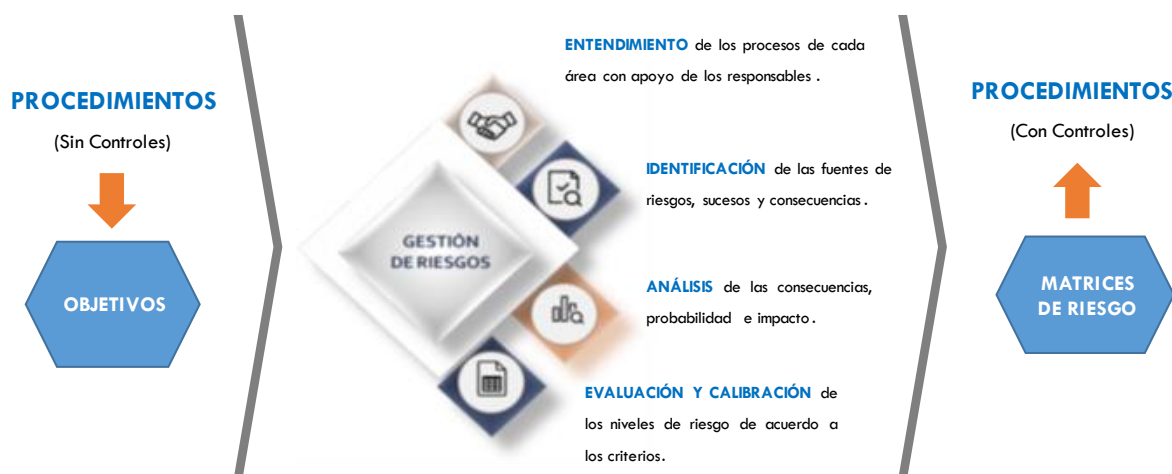 PROCEDIMIENTOS
(Sin Controles)
OBJETIVOS
GESTIÓN
DE RIESGOS
ENTENDIMIENTO de los procesos de cada
área con apoyo de los responsables .
IDENTIFICACIÓN de las fuentes de
riesgos, sucesos y consecuencias.
ANÁLISIS de las consecuencias,
probabilidad e impacto.
EVALUACIÓN Y CALIBRACIÓN de
los niveles de riesgo de acuerdo a
los criterios.
PROCEDIMIENTOS
(Con Controles)
MATRICES
DE RIESGO